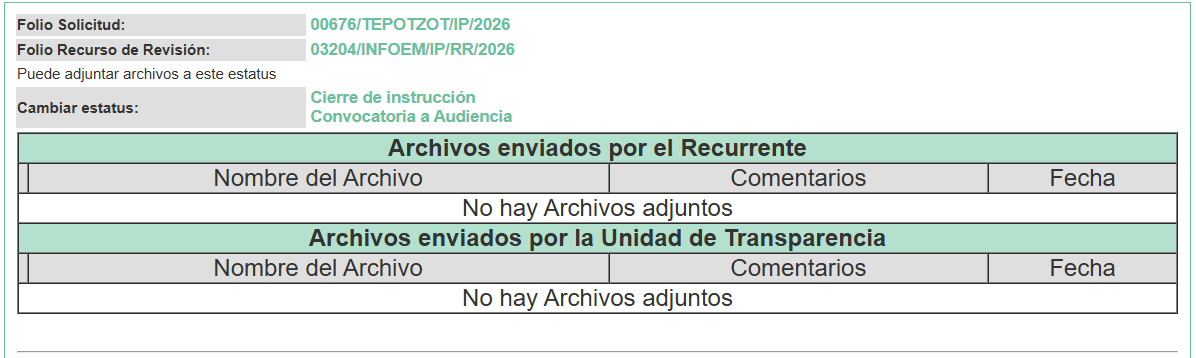 Folio Solicitud: 00676/TEPOTZOT/IP/2026
Folio Recurso de Revisión: 03204/INFOEM/IP/RR/2026
Puede adjuntar archivos a este estatus
Cambiar estatus: Cierre de instrucción
Convocatoria a Audiencia
Archivos enviados por el Recurrente
Nombre del Archivo Comentarios Fecha
No hay Archivos adjuntos
Archivos enviados por la Unidad de Transparencia
Nombre del Archivo Comentarios Fecha
No hay Archivos adjuntos